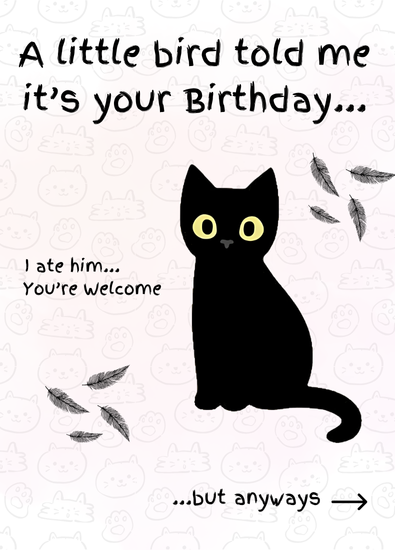 A little bird told me
it's your Birthday...
I ate him...
You're welcome
...but anyways →